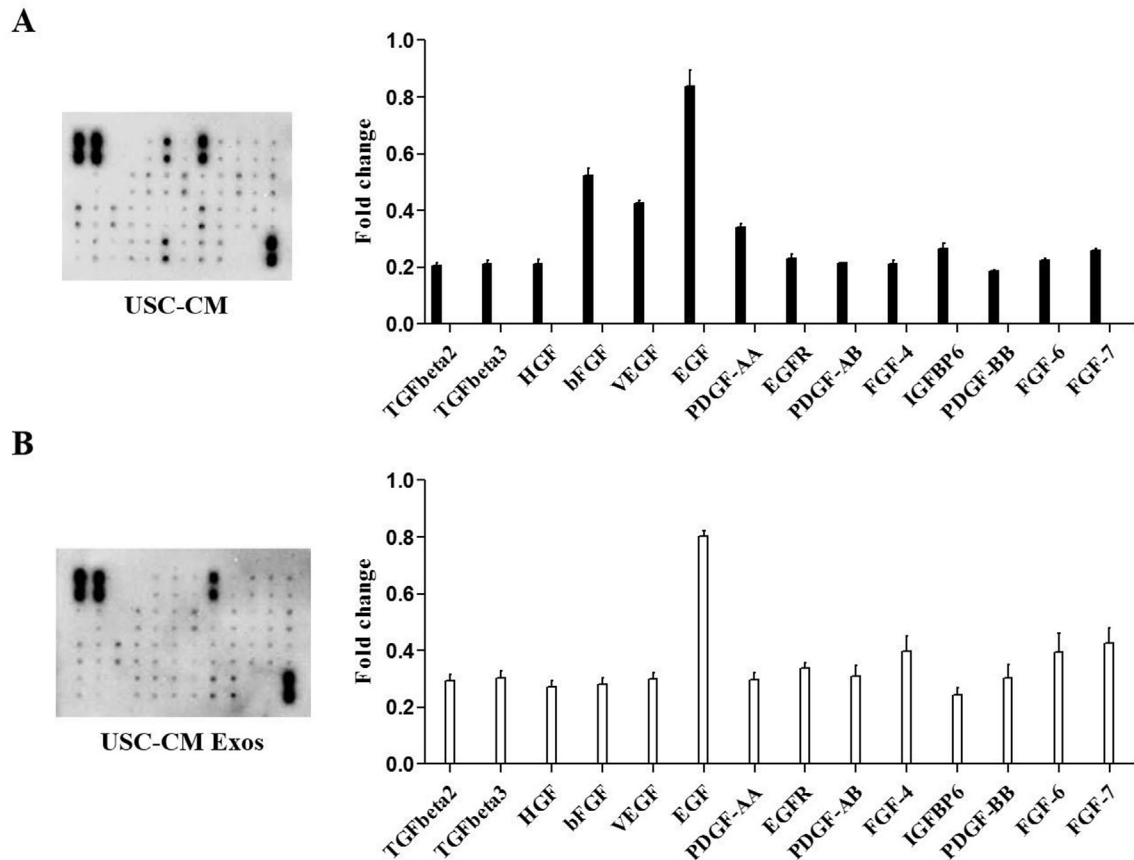 A
USC-CM
Fold change
1.0
0.8
0.6
0.4
0.2
0.0
TGFbeta2
TGFbeta3
HGF
bFGF
VEGF
EGF
PDGF-AA
EGFR
PDGF-AB
FGF-4
IGFBP6
PDGF-BB
FGF-6
FGF-7
B
USC-CM Exos
Fold change
1.0
0.8
0.6
0.4
0.2
0.0
TGFbeta2
TGFbeta3
HGF
bFGF
VEGF
EGF
PDGF-AA
EGFR
PDGF-AB
FGF-4
IGFBP6
PDGF-BB
FGF-6
FGF-7